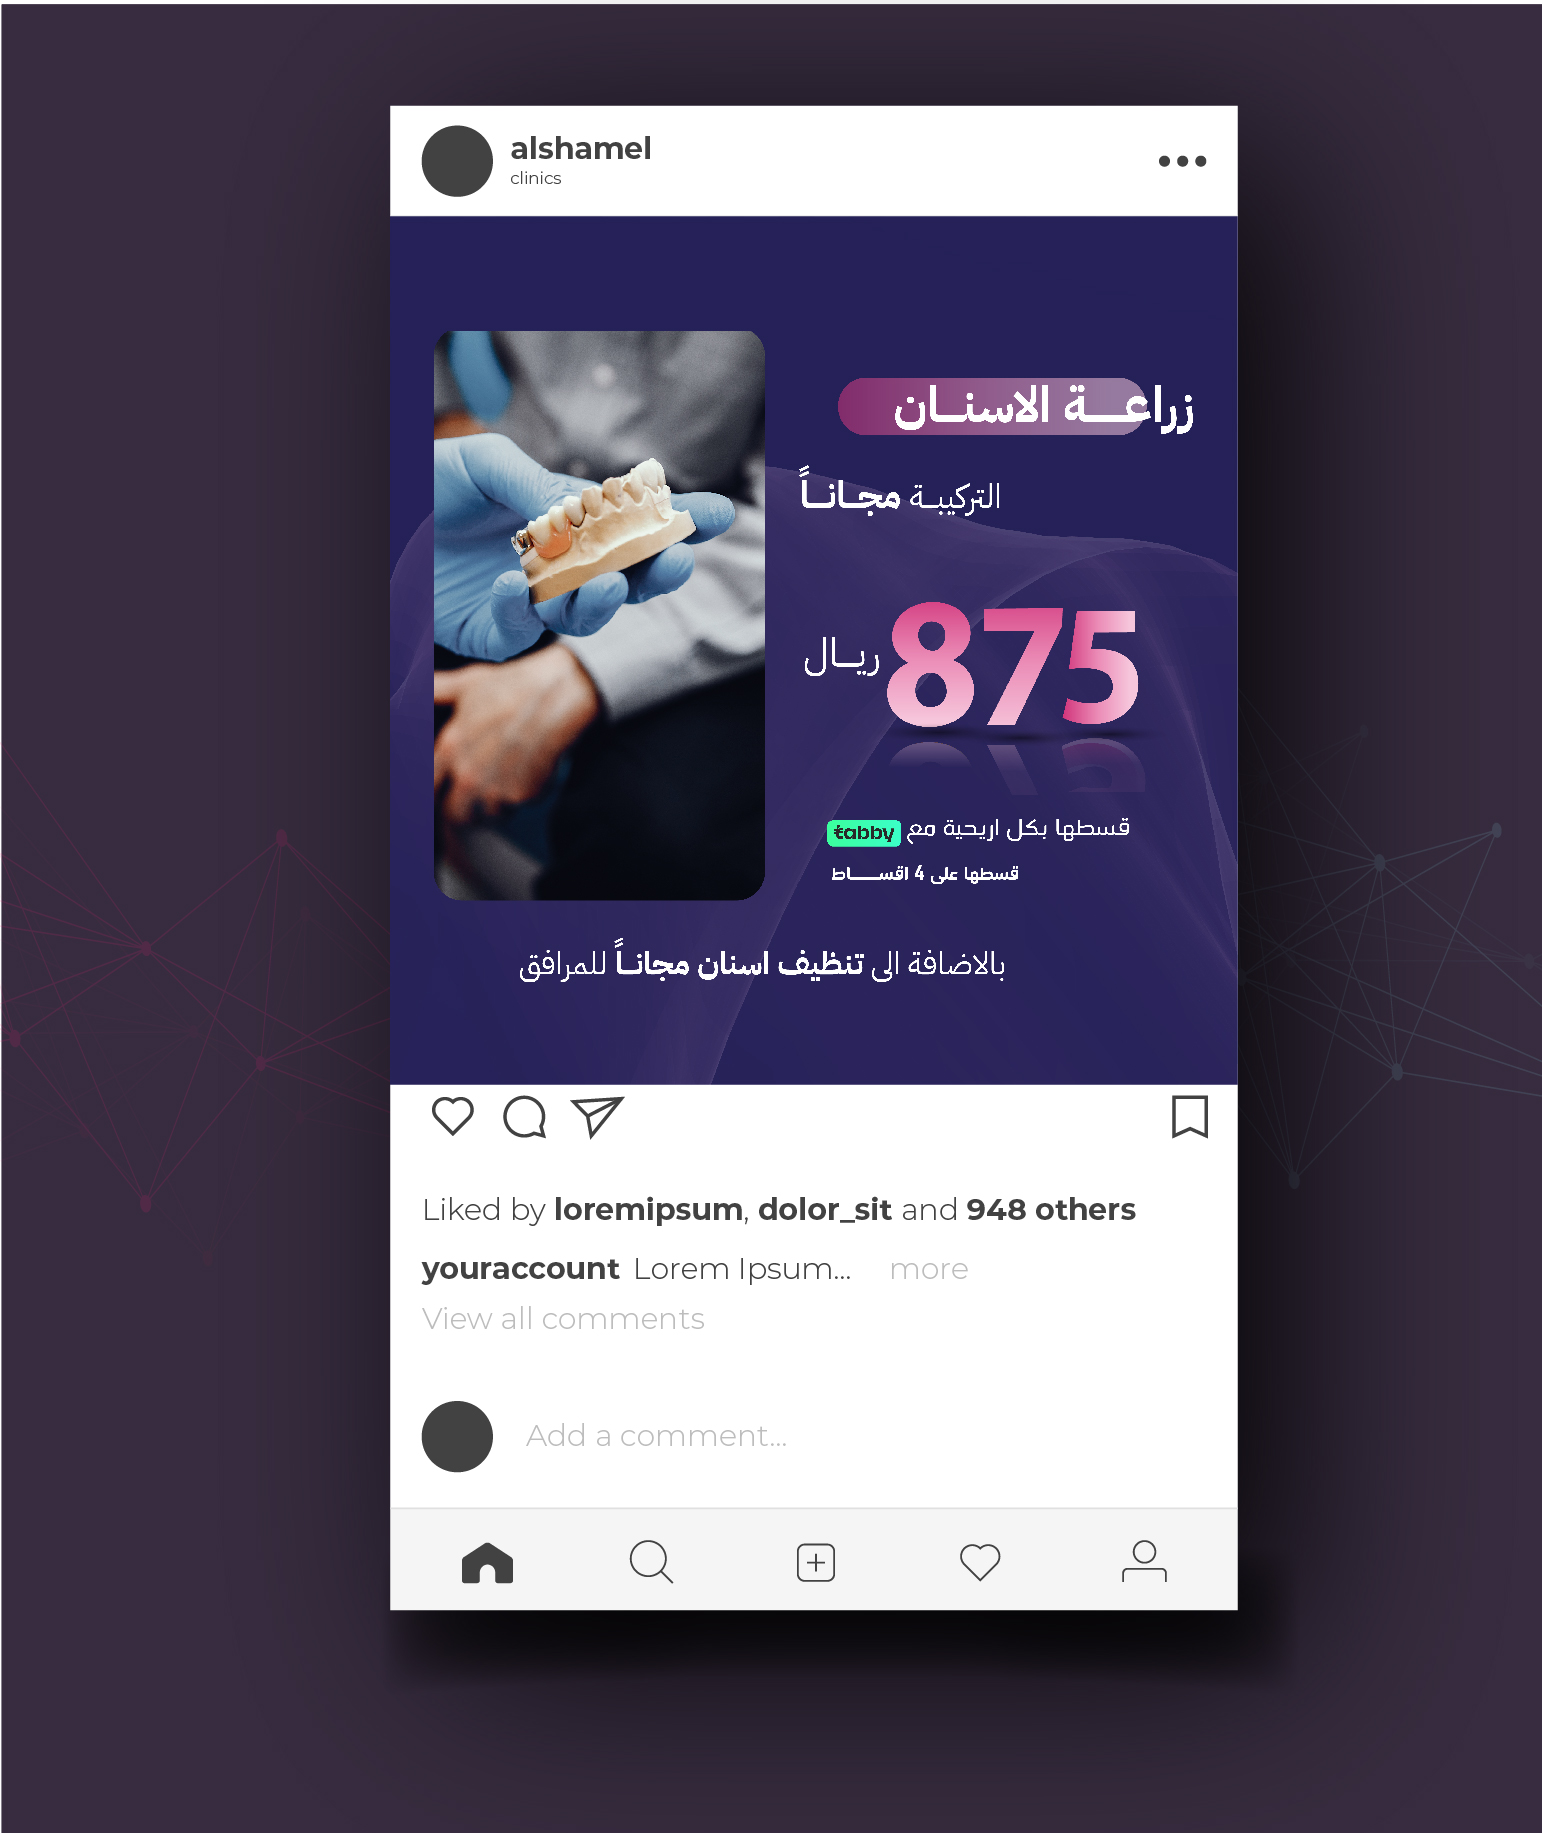 alshamel
clinics
زراعة الاسنان
التركيبة مجاناً
875 ريال
قسطها بكل اريحية مع tabby
قسطها على 4 اقساط
بالاضافة الى تنظيف اسنان مجاناً للمرافق
Liked by loremipsum, dolor_sit and 948 others
youraccount Lorem Ipsum... more
View all comments
Add a comment...